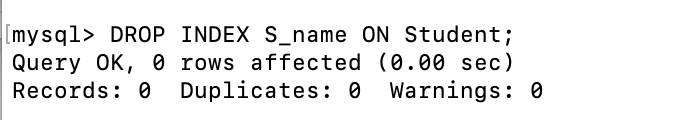 [mysql> DROP INDEX S_name ON Student;
Query OK, 0 rows affected (0.00 sec)
Records: 0  Duplicates: 0  Warnings: 0